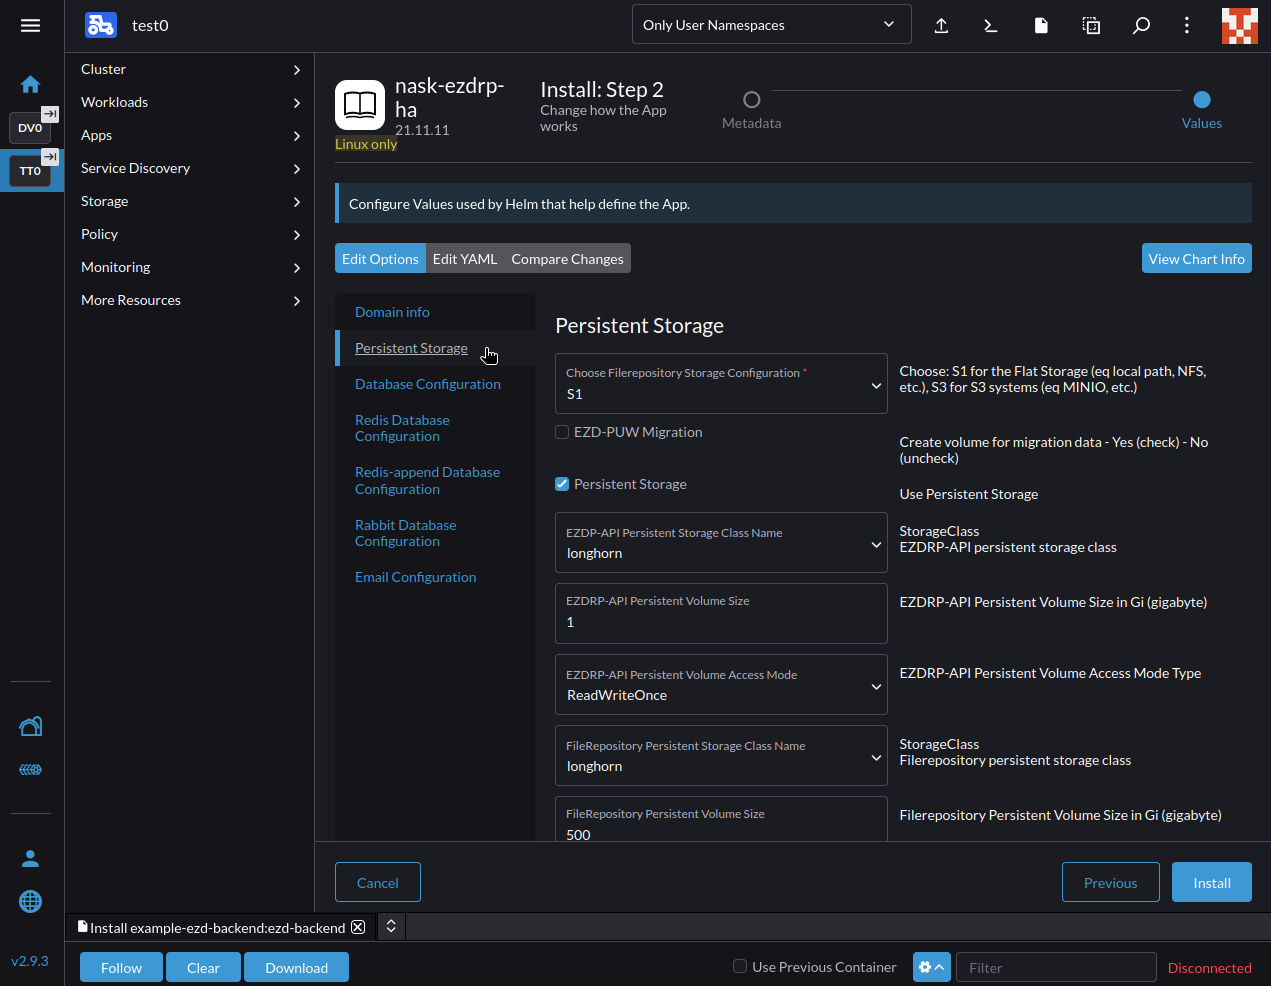 test0
Only User Namespaces
DV0
TT0
v2.9.3
Cluster
Workloads
Apps
Service Discovery
Storage
Policy
Monitoring
More Resources
nask-ezdrp-
ha
21.11.11
Linux only
Install: Step 2
Change how the App
works
Metadata
Values
Configure Values used by Helm that help define the App.
Edit Options
Edit YAML
Compare Changes
View Chart Info
Domain info
Persistent Storage
Database Configuration
Redis Database
Configuration
Redis-append Database
Configuration
Rabbit Database
Configuration
Email Configuration
Persistent Storage
Choose Filerepository Storage Configuration *
S1
Choose: S1 for the Flat Storage (eq local path, NFS,
etc.), S3 for S3 systems (eq MINIO, etc.)
EZD-PUW Migration
Create volume for migration data - Yes (check) - No
(uncheck)
Persistent Storage
Use Persistent Storage
EZDP-API Persistent Storage Class Name
longhorn
StorageClass
EZDRP-API persistent storage class
EZDRP-API Persistent Volume Size
1
EZDRP-API Persistent Volume Size in Gi (gigabyte)
EZDRP-API Persistent Volume Access Mode
ReadWriteOnce
EZDRP-API Persistent Volume Access Mode Type
FileRepository Persistent Storage Class Name
longhorn
StorageClass
Filerepository persistent storage class
FileRepository Persistent Volume Size
500
Filerepository Persistent Volume Size in Gi (gigabyte)
Cancel
Previous
Install
Install example-ezd-backend:ezd-backend
Follow
Clear
Download
Use Previous Container
Filter
Disconnected